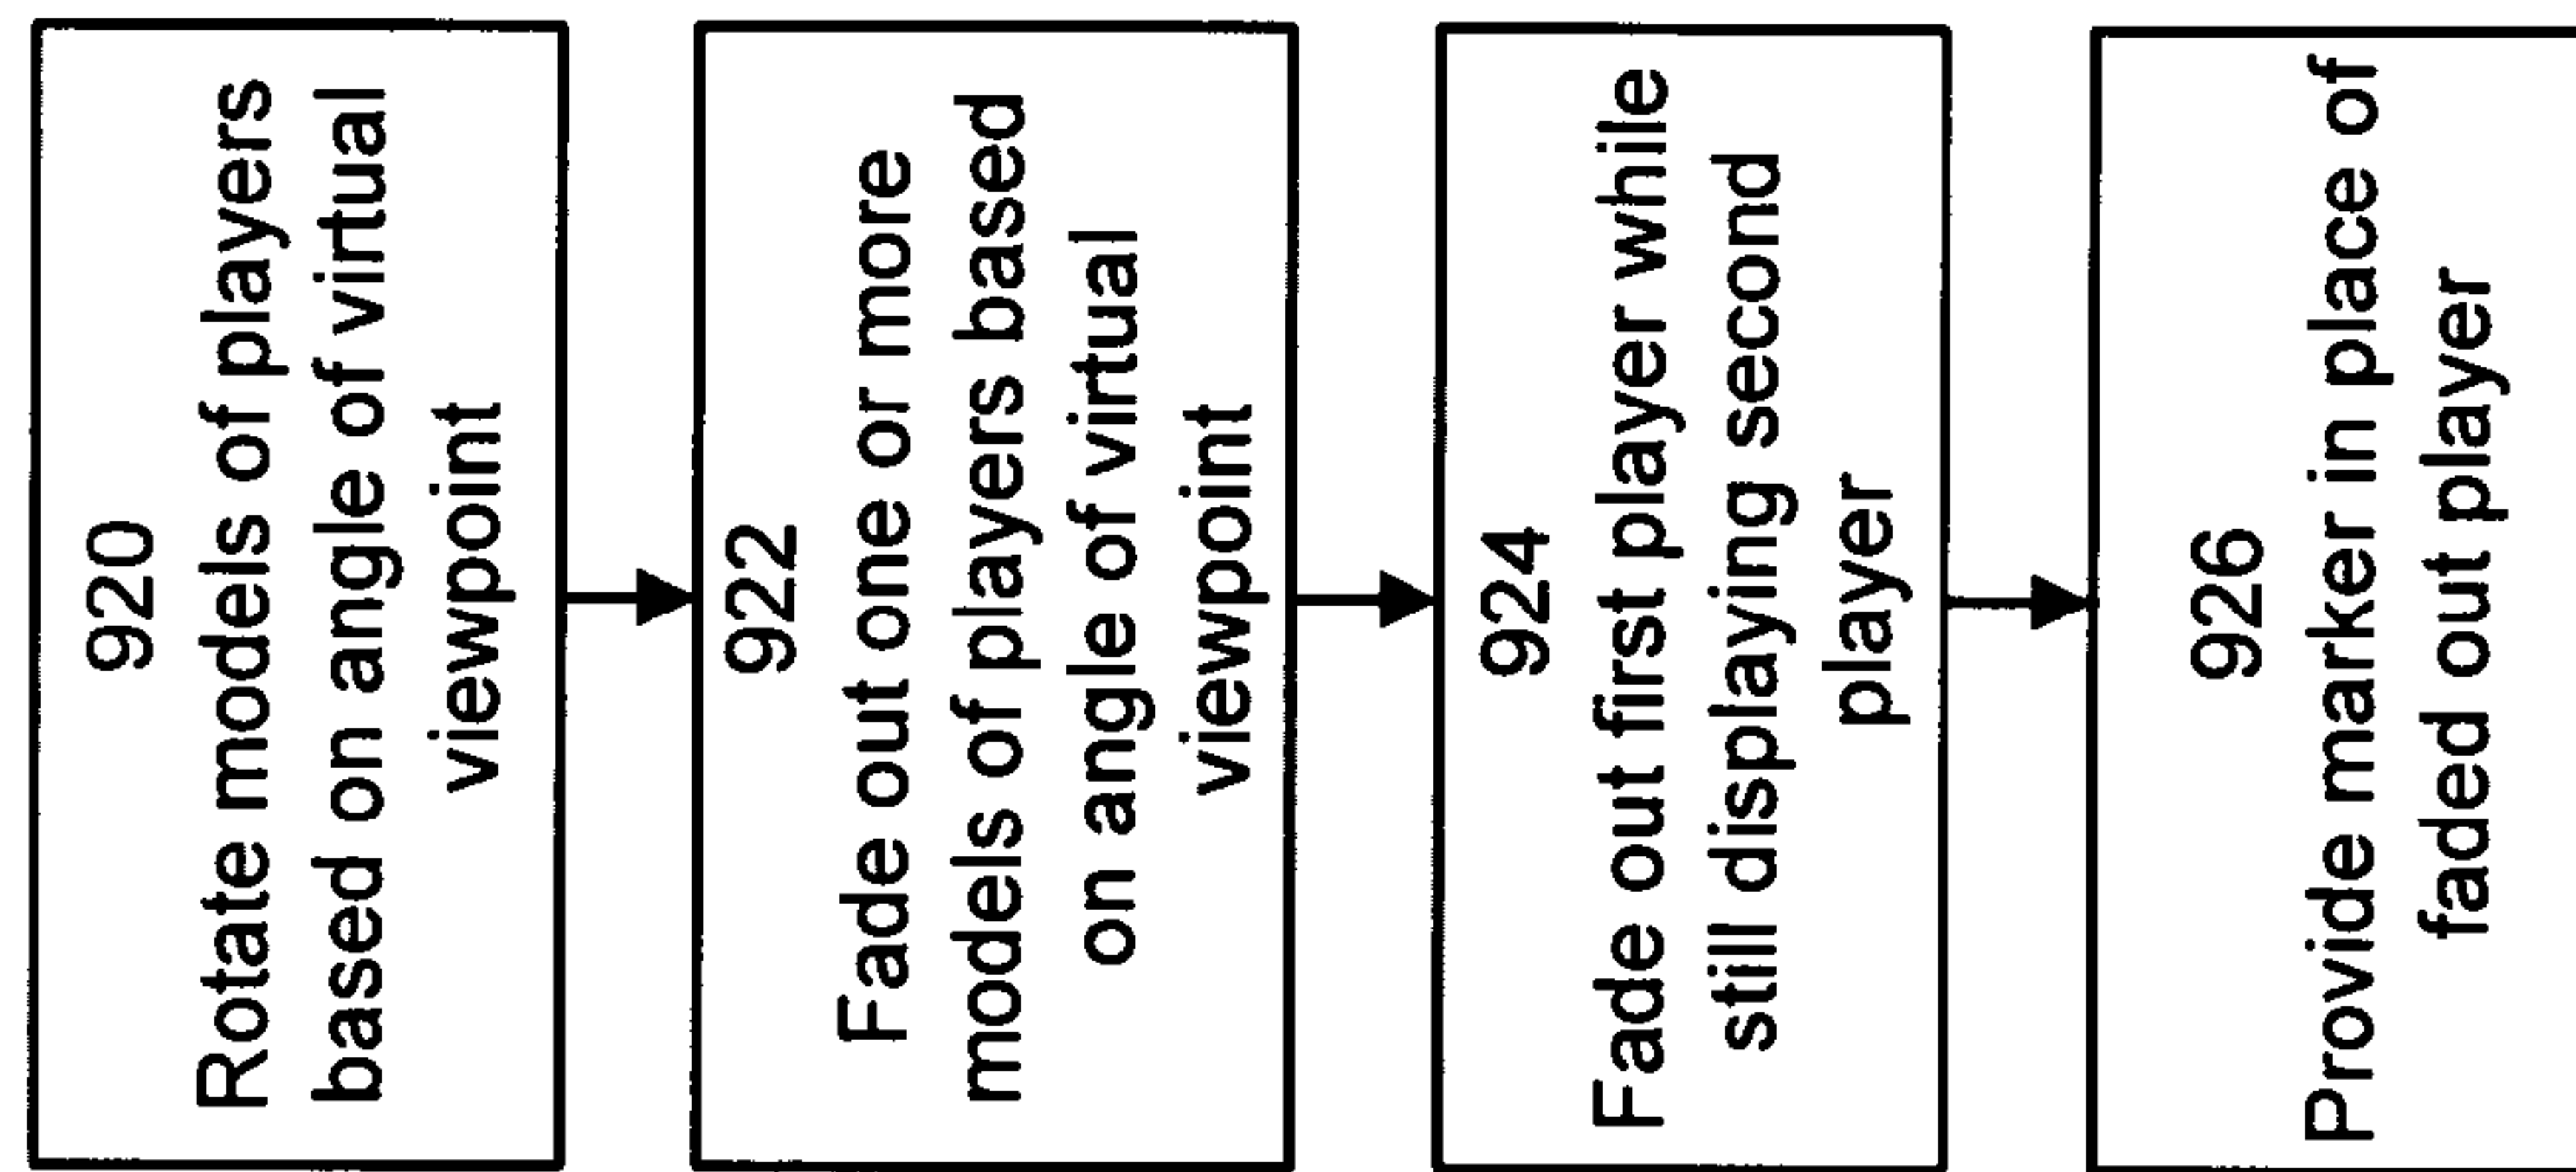 920
Rotate models of players
based on angle of virtual
viewpoint
922
Fade out one or more
models of players based
on angle of virtual
viewpoint
924
Fade out first player while
still displaying second
player
926
Provide marker in place of
faded out player